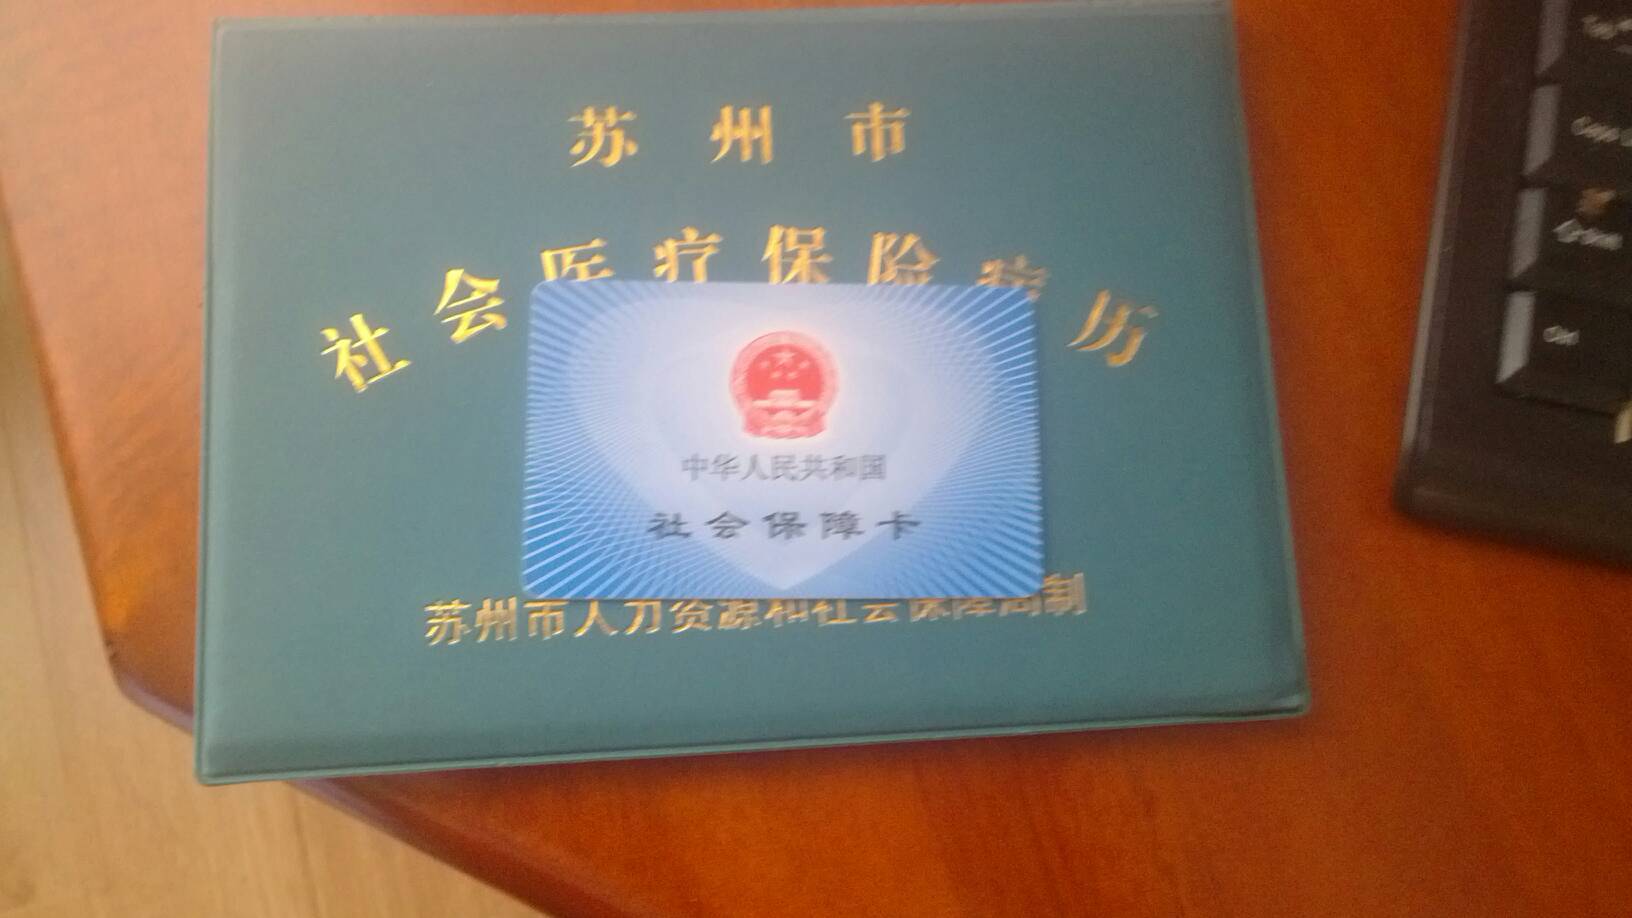 苏州市
社会医疗保险病历
中华人民共和国
社会保障卡
苏州市人力资源和社会保障局制